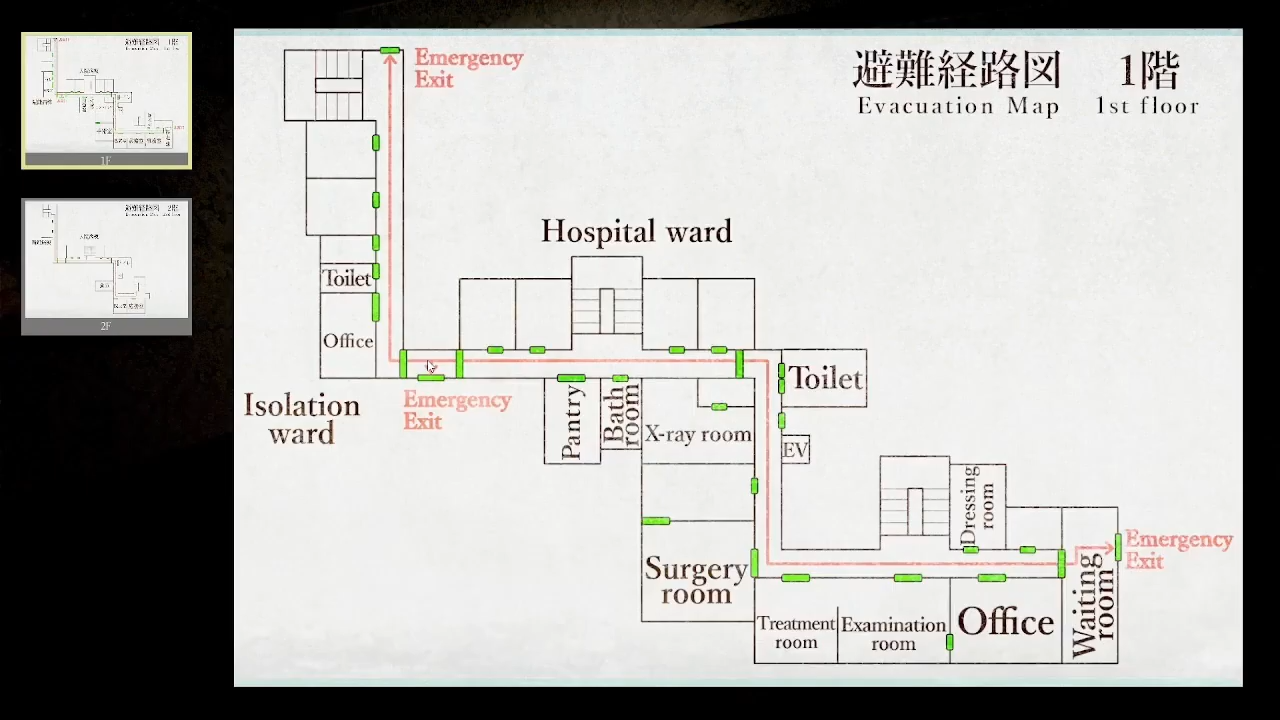 避難経路図 1階
Evacuation Map 1st floor
Emergency
Exit
Hospital ward
Toilet
Office
Isolation
ward
Emergency
Exit
Pantry
Bath
room
X-ray room
Toilet
EV
Dressing
room
Surgery
room
Emergency
Exit
Treatment
room
Examination
room
Office
Waiting
room
1F
2F